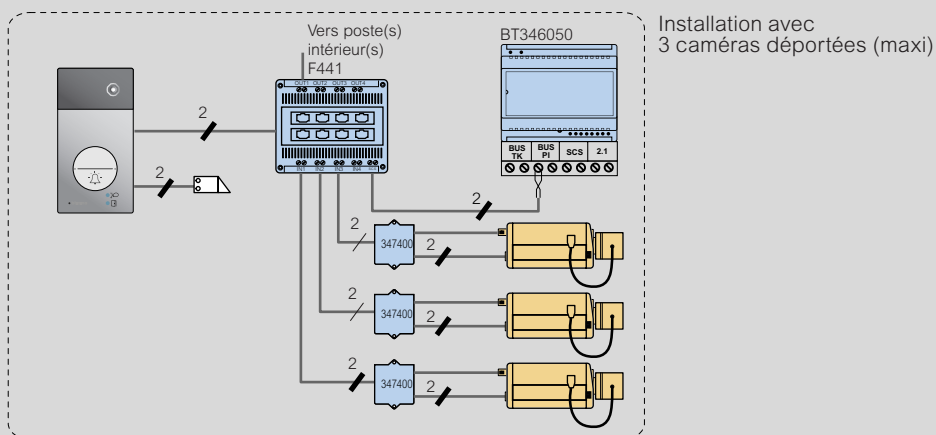 Installation avec
3 caméras déportées (maxi)
Vers poste(s)
intérieur(s)
F441
BT346050
OUT1 OUT2 OUT3 OUT4
2
BUS TK
BUS PI
SCS
2.1
IN1 IN2 IN3 IN4
2
2
2
347400
2
2
347400
2
2
347400
2